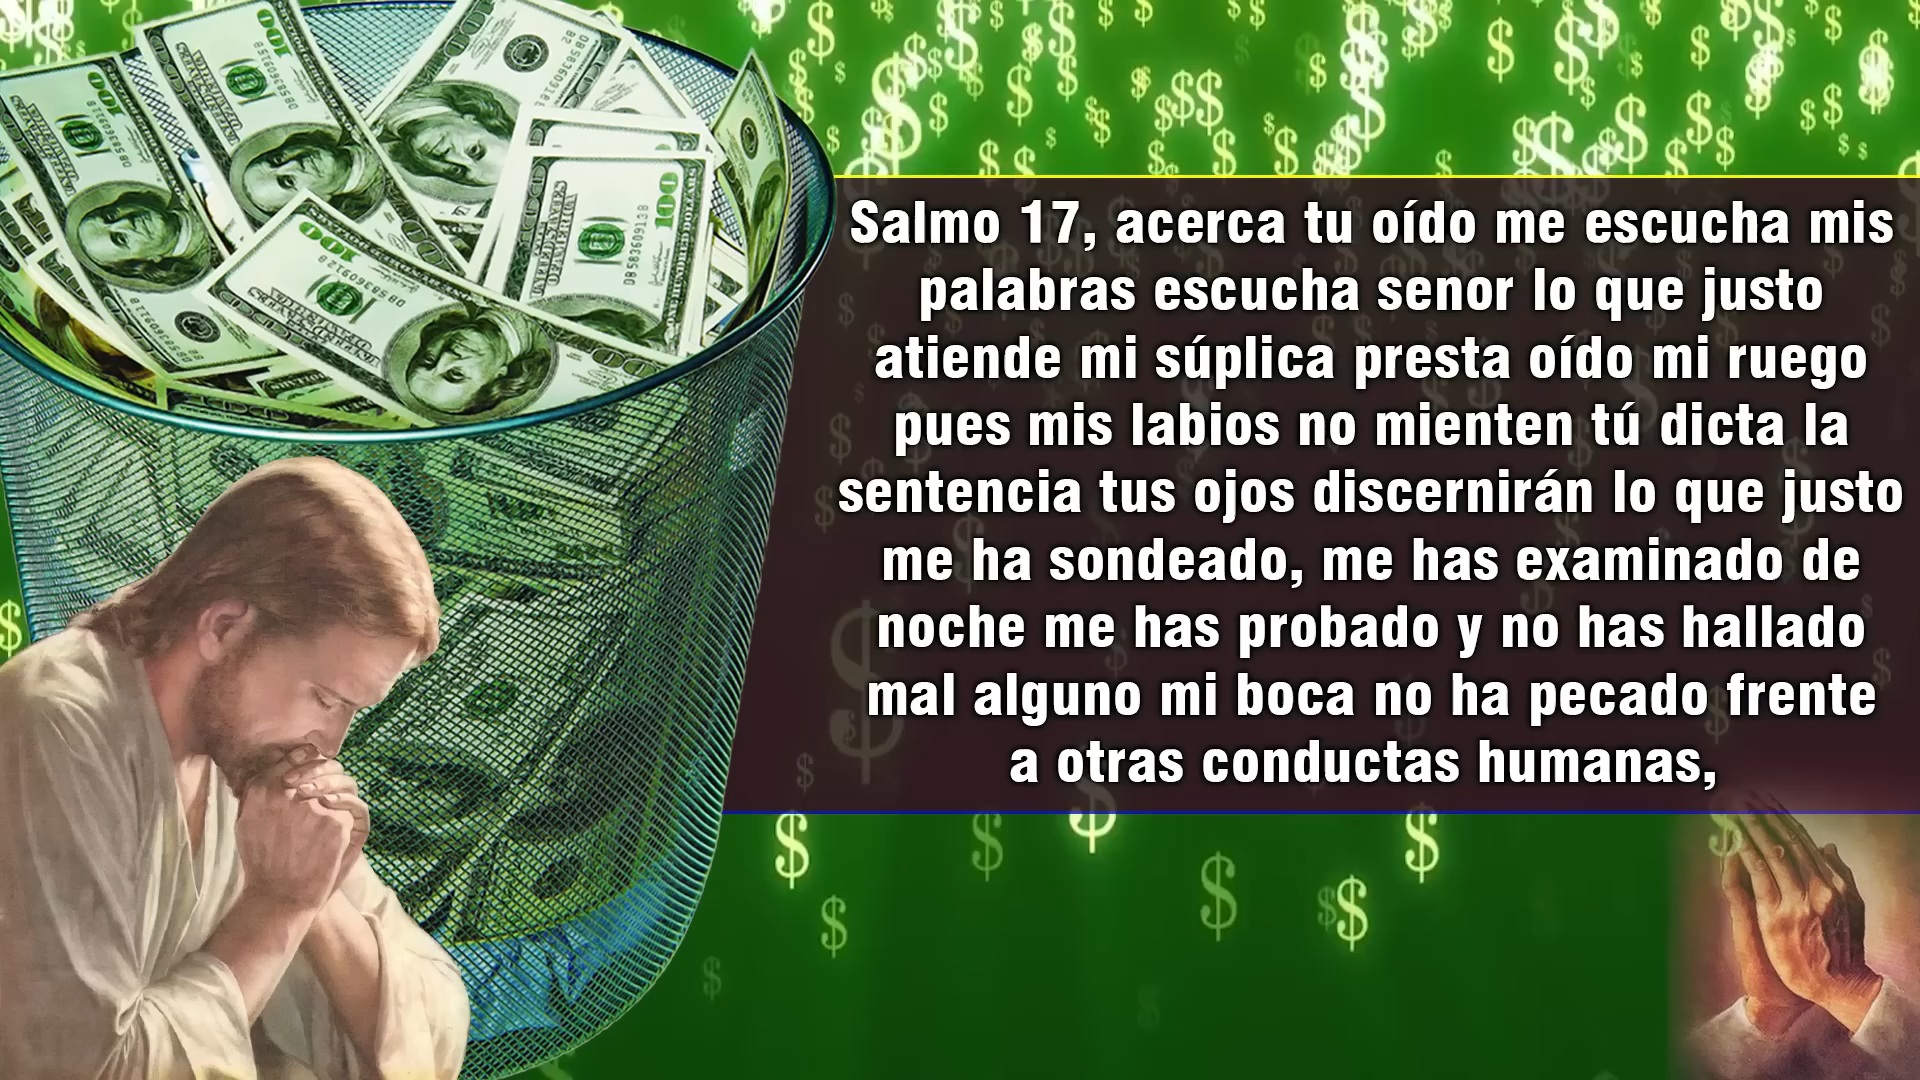 Salmo 17, acerca tu oído me escucha mis
palabras escucha senor lo que justo
atiende mi súplica presta oído mi ruego
pues mis labios no mienten tú dicta la
sentencia tus ojos discernirán lo que justo
me ha sondeado, me has examinado de
noche me has probado y no has hallado
mal alguno mi boca no ha pecado frente
a otras conductas humanas,